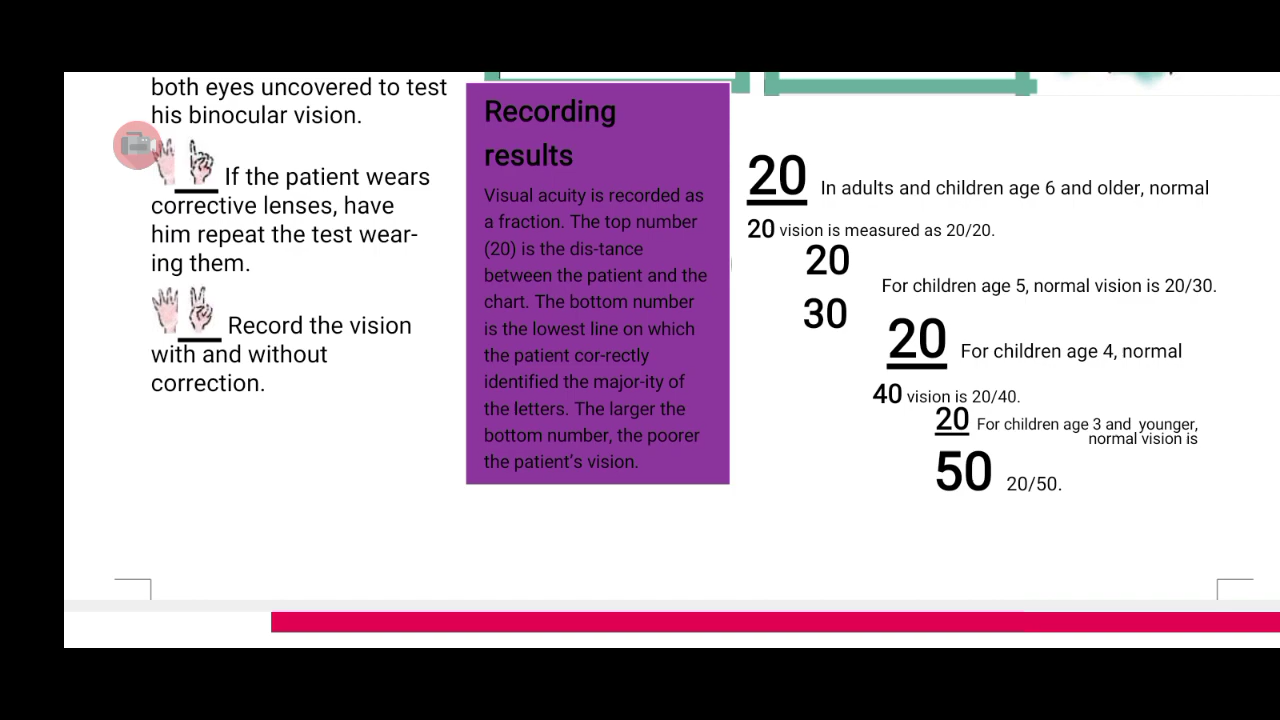 both eyes uncovered to test
his binocular vision.
If the patient wears
corrective lenses, have
him repeat the test wear-
ing them.
Record the vision
with and without
correction.
Recording
results
Visual acuity is recorded as
a fraction. The top number
(20) is the dis-tance
between the patient and the
chart. The bottom number
is the lowest line on which
the patient cor-rectly
identified the major-ity of
the letters. The larger the
bottom number, the poorer
the patient's vision.
20 In adults and children age 6 and older, normal
20 vision is measured as 20/20.
20
For children age 5, normal vision is 20/30.
30
20 For children age 4, normal
40 vision is 20/40.
20 For children age 3 and younger,
normal vision is
50 20/50.